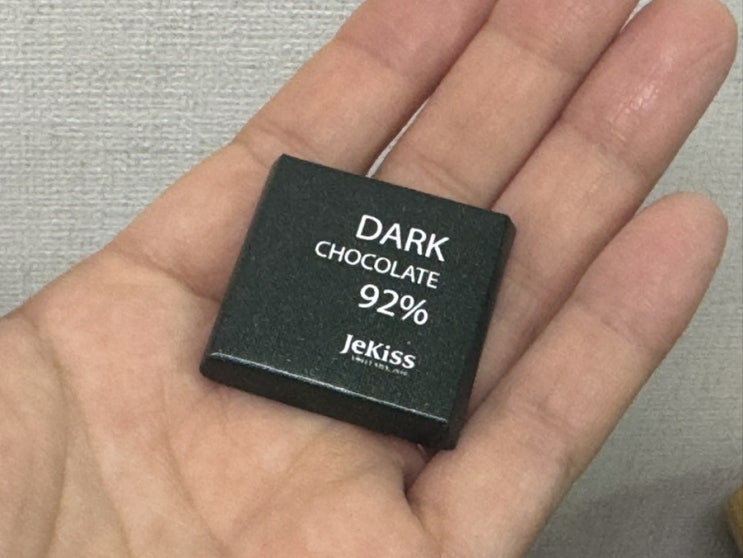 DARK
CHOCOLATE
92%
JeKiss